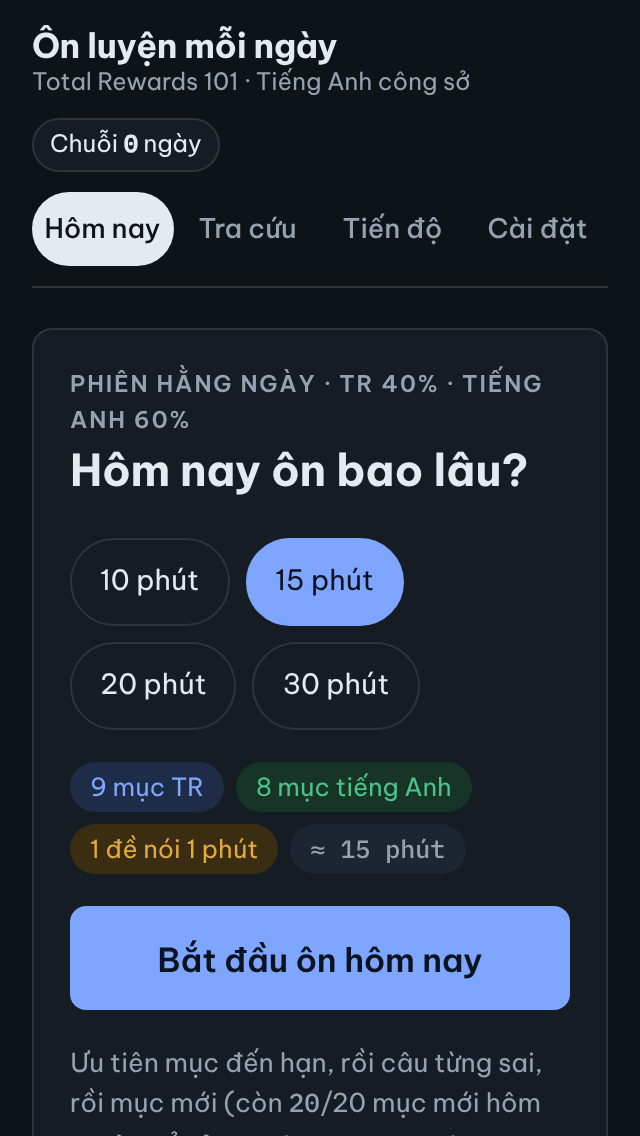 Ôn luyện mỗi ngày
Total Rewards 101 · Tiếng Anh công sở
Chuỗi 0 ngày
Hôm nay Tra cứu Tiến độ Cài đặt
PHIÊN HẰNG NGÀY · TR 40% · TIẾNG
ANH 60%
Hôm nay ôn bao lâu?
10 phút 15 phút
20 phút 30 phút
9 mục TR 8 mục tiếng Anh
1 đề nói 1 phút ≈ 15 phút
Bắt đầu ôn hôm nay
Ưu tiên mục đến hạn, rồi câu từng sai,
rồi mục mới (còn 20/20 mục mới hôm